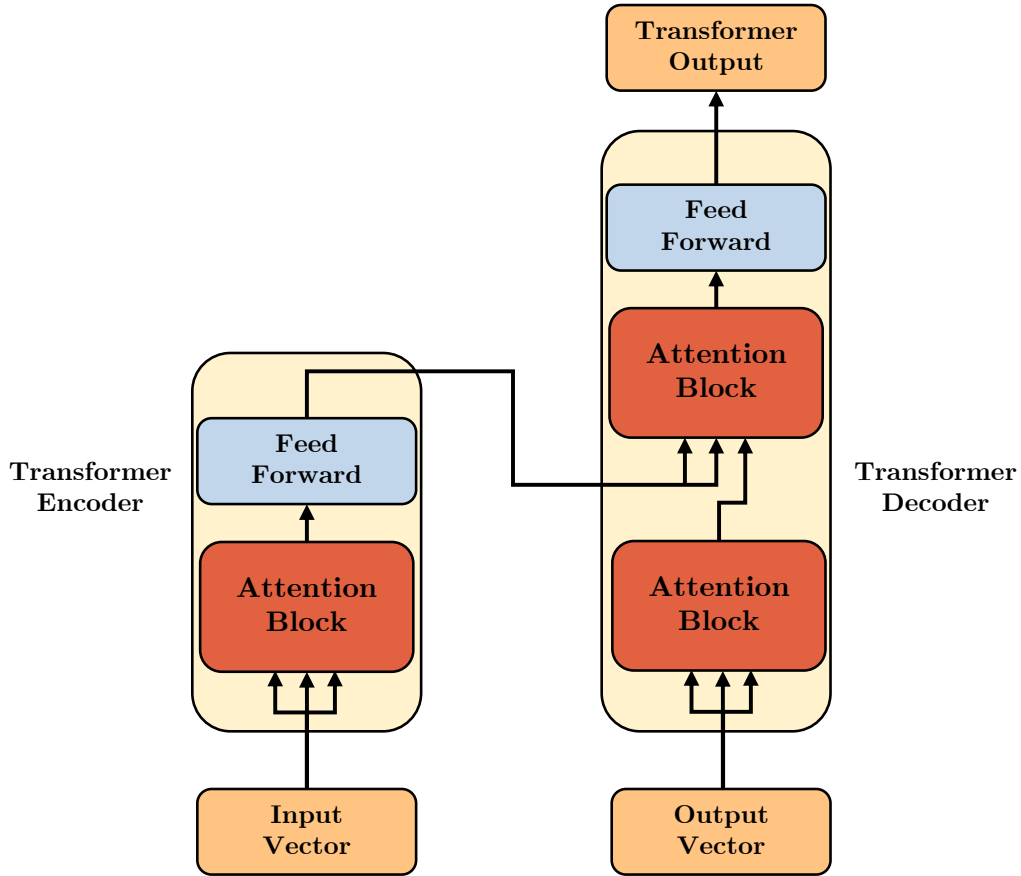 Transformer
Output
Feed
Forward
Attention
Block
Feed
Forward
Transformer
Encoder
Transformer
Decoder
Attention
Block
Attention
Block
Input
Vector
Output
Vector